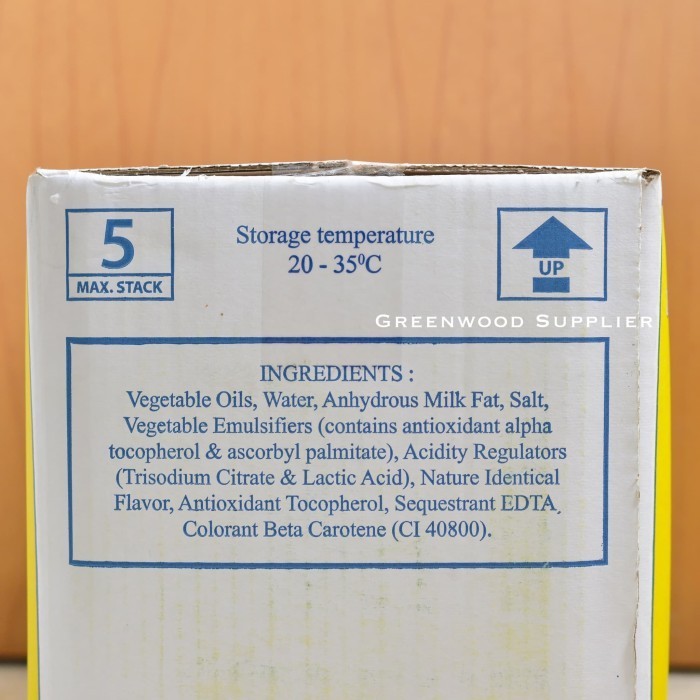 5
MAX. STACK
Storage temperature
20 - 35⁰C
UP
GREENWOOD SUPPLIER
INGREDIENTS :
Vegetable Oils, Water, Anhydrous Milk Fat, Salt,
Vegetable Emulsifiers (contains antioxidant alpha
tocopherol & ascorbyl palmitate), Acidity Regulators
(Trisodium Citrate & Lactic Acid), Nature Identical
Flavor, Antioxidant Tocopherol, Sequestrant EDTA,
Colorant Beta Carotene (CI 40800).